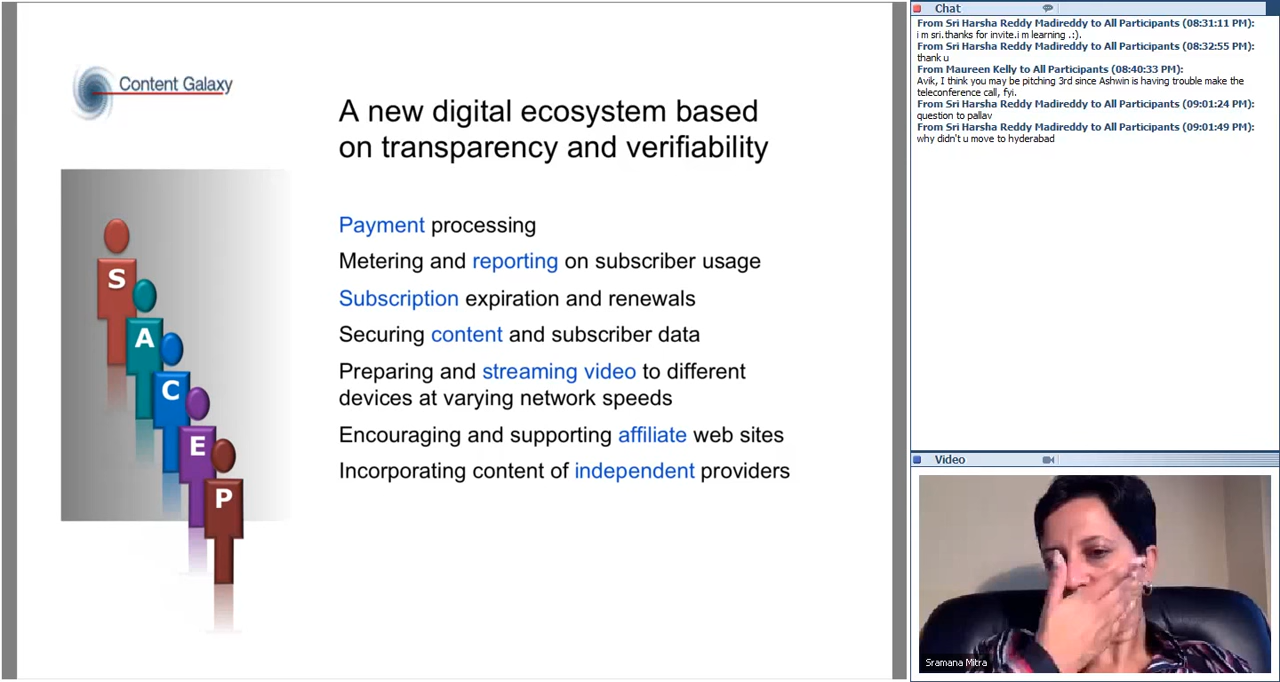 Content Galaxy
A new digital ecosystem based
on transparency and verifiability
S
A
C
E
P
Payment processing
Metering and reporting on subscriber usage
Subscription expiration and renewals
Securing content and subscriber data
Preparing and streaming video to different
devices at varying network speeds
Encouraging and supporting affiliate web sites
Incorporating content of independent providers
Chat
From Sri Harsha Reddy Madireddy to All Participants (08:31:11 PM):
i m sri.thanks for invite.i m learning .:).
From Sri Harsha Reddy Madireddy to All Participants (08:32:55 PM):
thank u
From Maureen Kelly to All Participants (08:40:33 PM):
Avik, I think you may be pitching 3rd since Ashwin is having trouble make the
teleconference call, fyi.
From Sri Harsha Reddy Madireddy to All Participants (09:01:24 PM):
question to pallav
From Sri Harsha Reddy Madireddy to All Participants (09:01:49 PM):
why didn't u move to hyderabad
Video
Sramana Mitra